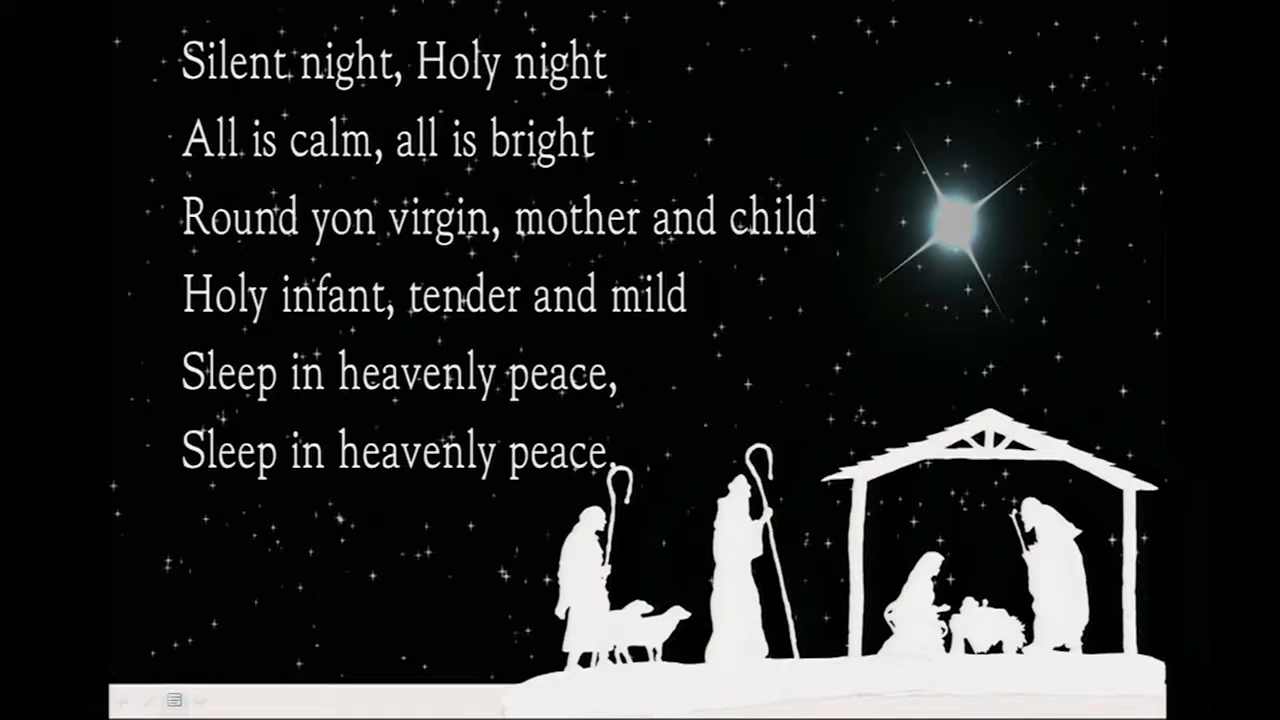 Silent night, Holy night
All is calm, all is bright
Round yon virgin, mother and child
Holy infant, tender and mild
Sleep in heavenly peace,
Sleep in heavenly peace.